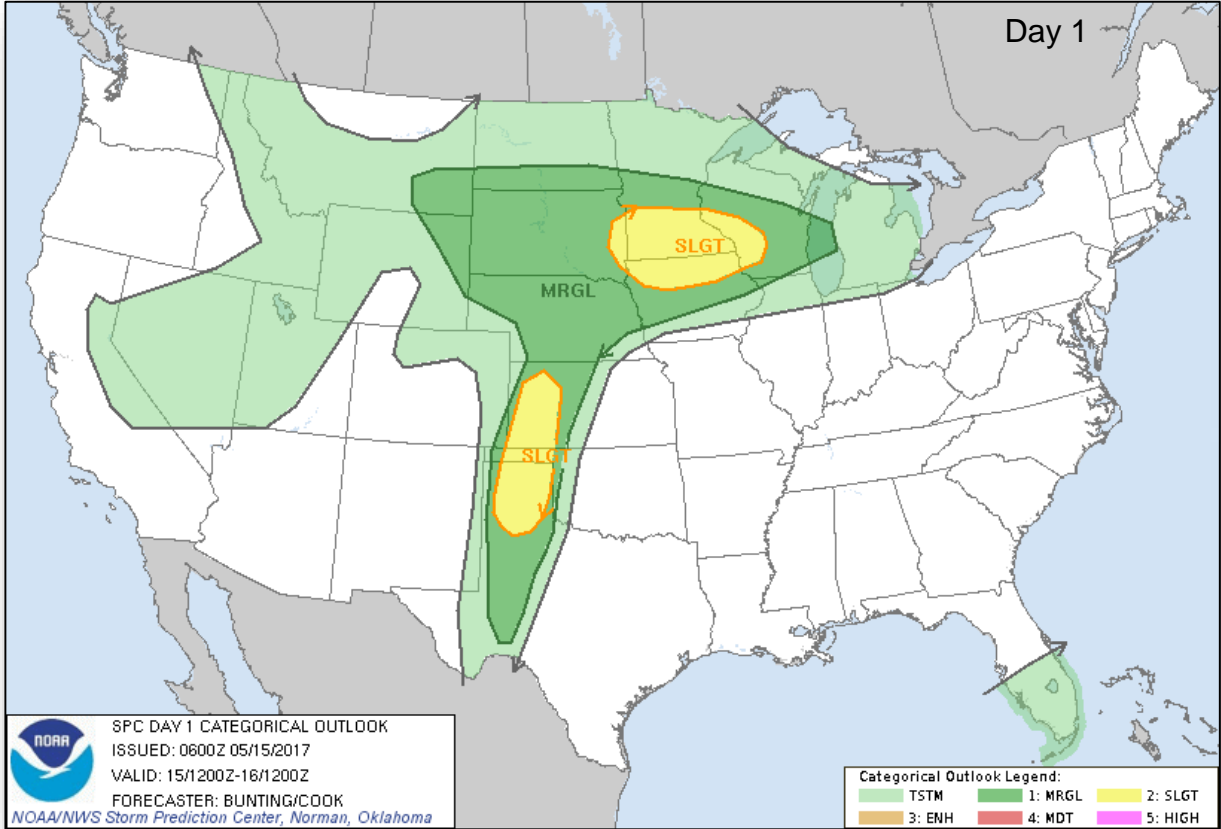 Day 1
SLGT
MRGL
SLGT
NOAA
SPC DAY 1 CATEGORICAL OUTLOOK
ISSUED: 0600Z 05/15/2017
VALID: 15/1200Z-16/1200Z
FORECASTER: BUNTING/COOK
NOAA/NWS Storm Prediction Center, Norman, Oklahoma
Categorical Outlook Legend:
TSTM 1: MRGL 2: SLGT
3: ENH 4: MDT 5: HIGH